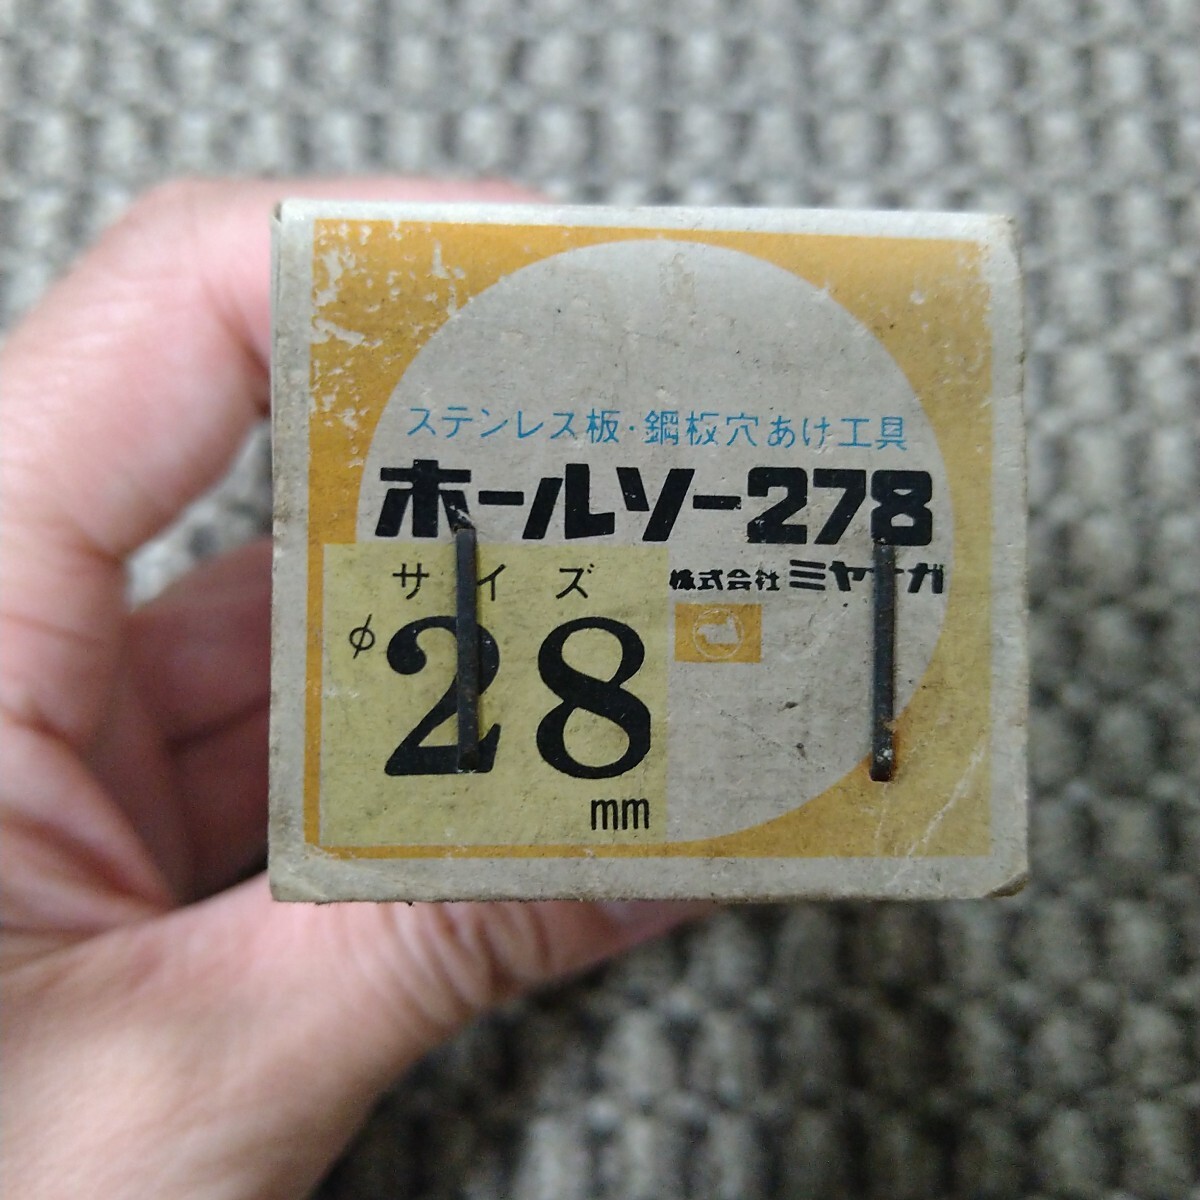 ステンレス板・鋼板穴あけ工具
ホールソー278
株式会社ミヤナガ
サイズ
φ28
mm